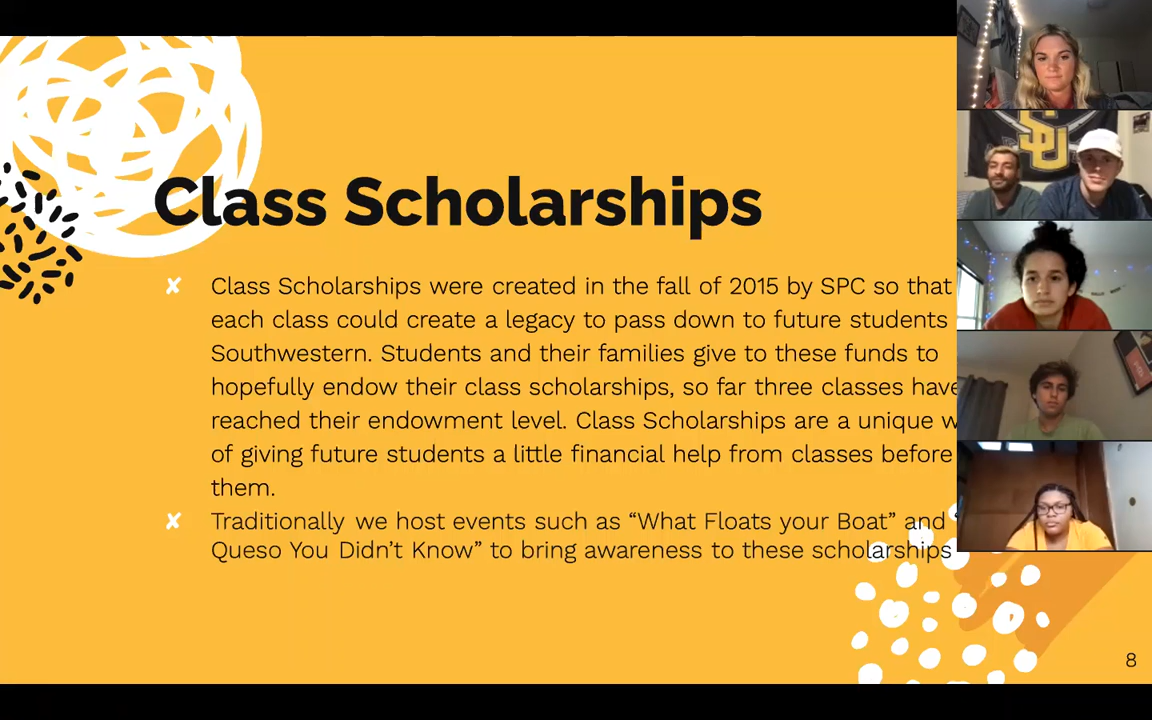 Class Scholarships
✘ Class Scholarships were created in the fall of 2015 by SPC so that
each class could create a legacy to pass down to future students
Southwestern. Students and their families give to these funds to
hopefully endow their class scholarships, so far three classes have
reached their endowment level. Class Scholarships are a unique
of giving future students a little financial help from classes before
them.
✘ Traditionally we host events such as “What Floats your Boat” and
Queso You Didn’t Know” to bring awareness to these scholarships
8
SU